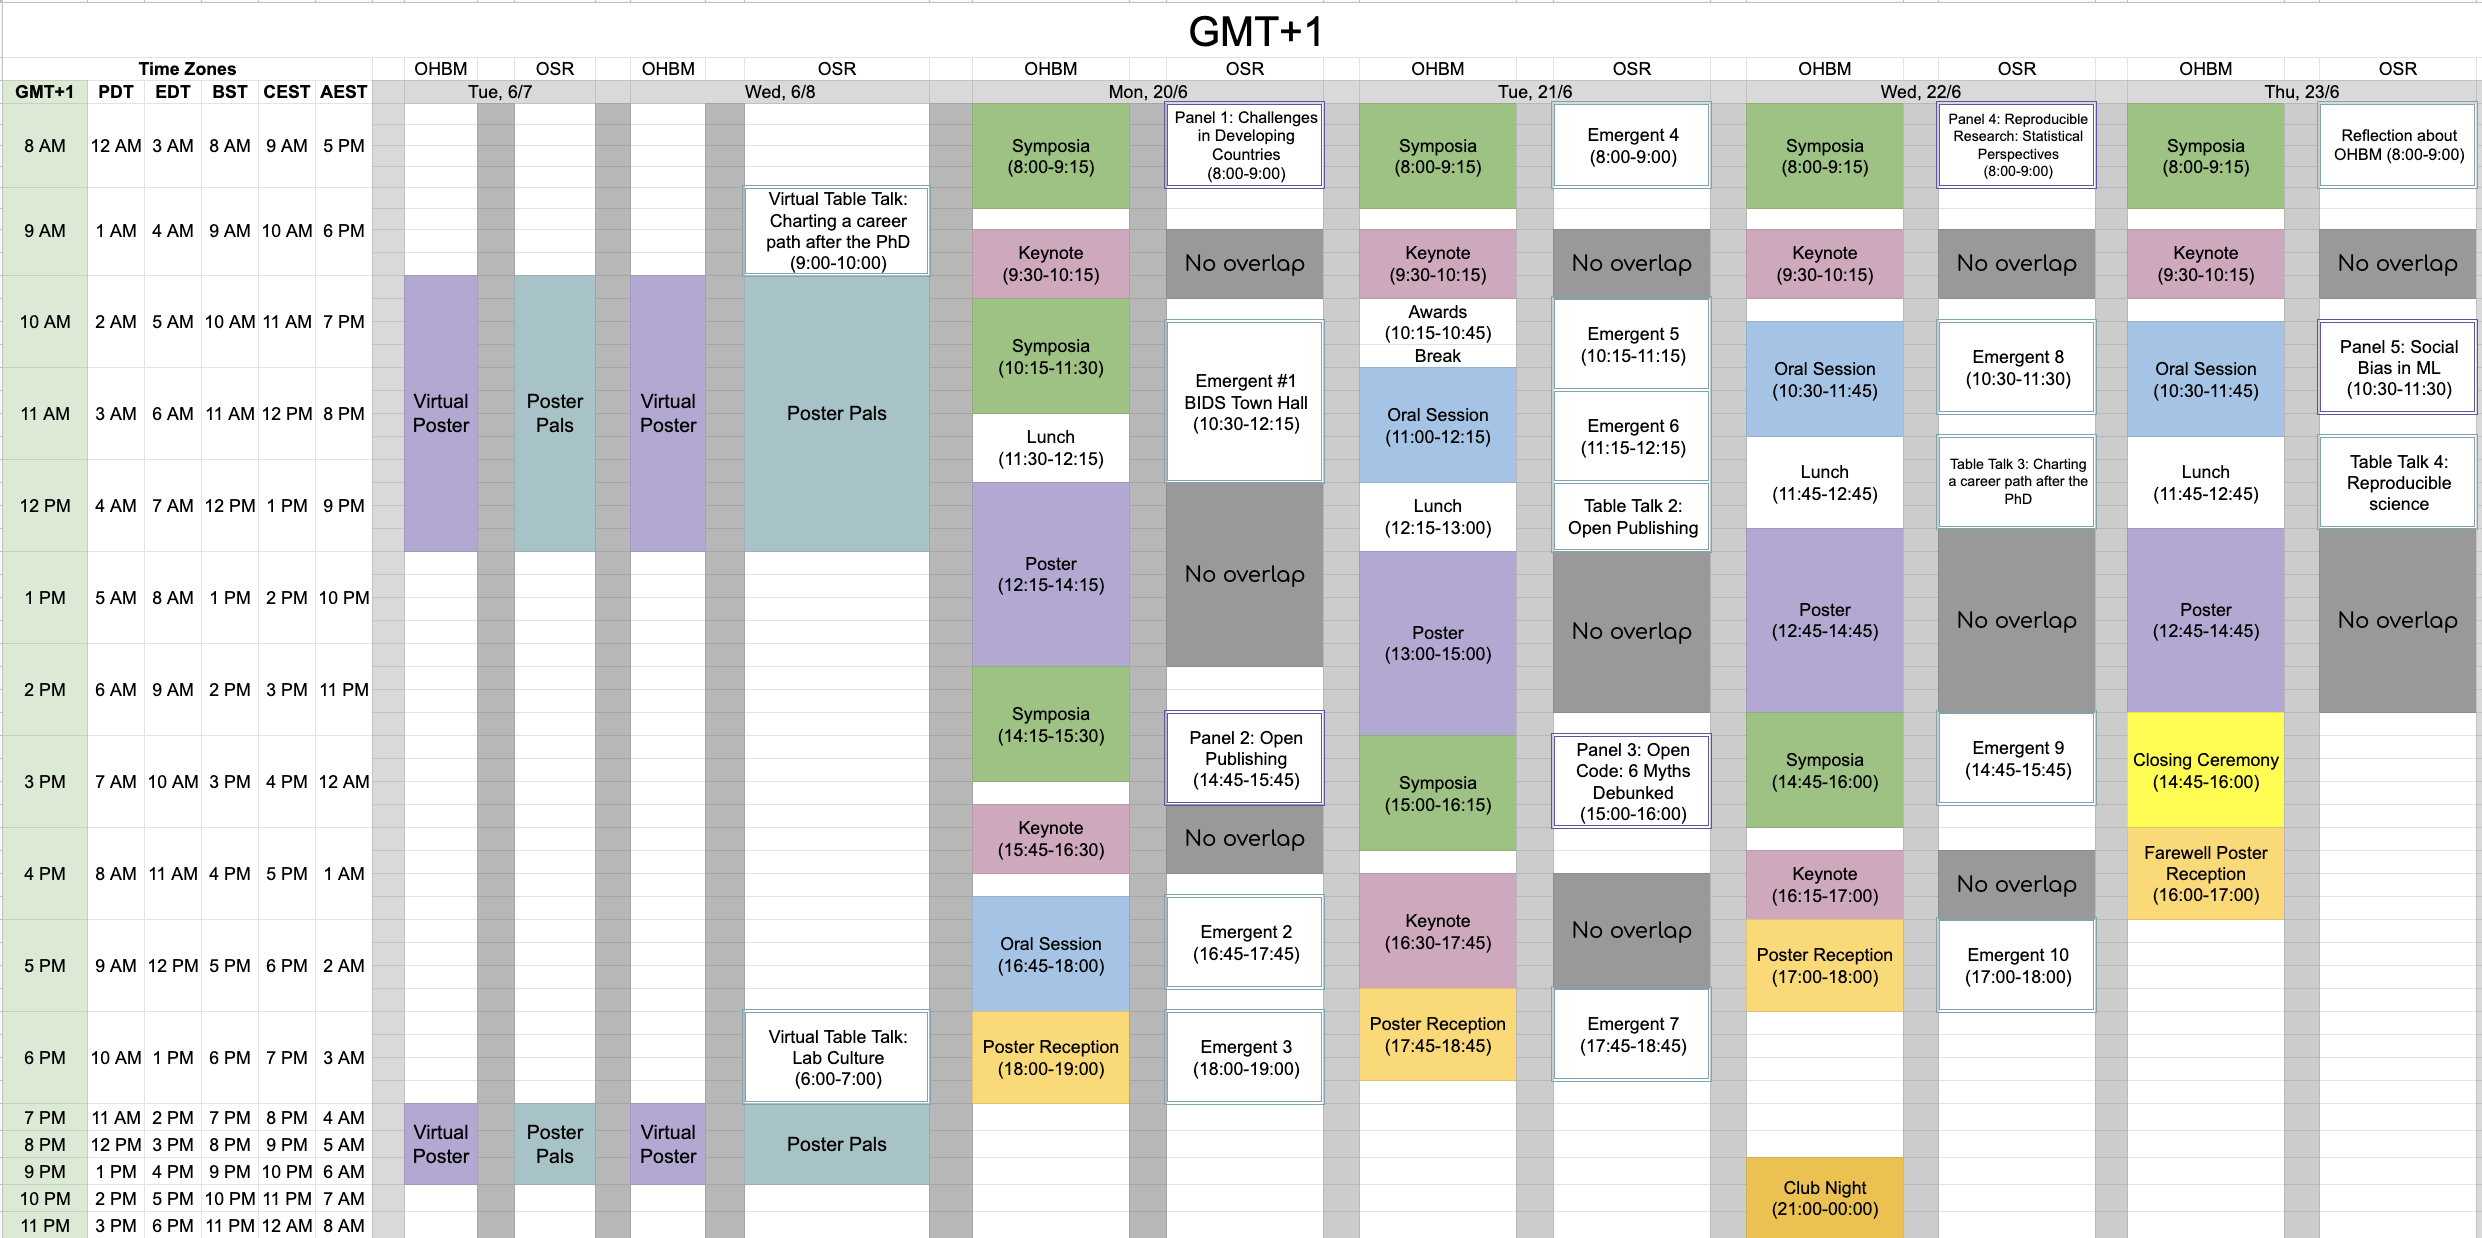 GMT+1
Time Zones OHBM OSR OHBM OSR OHBM OSR OHBM OSR OHBM OSR OHBM OSR
GMT+1 PDT EDT BST CEST AEST Tue, 6/7 Wed, 6/8 Mon, 20/6 Tue, 21/6 Wed, 22/6 Thu, 23/6
8 AM 12 AM 3 AM 8 AM 9 AM 5 PM
9 AM 1 AM 4 AM 9 AM 10 AM 6 PM
10 AM 2 AM 5 AM 10 AM 11 AM 7 PM
11 AM 3 AM 6 AM 11 AM 12 PM 8 PM
12 PM 4 AM 7 AM 12 PM 1 PM 9 PM
1 PM 5 AM 8 AM 1 PM 2 PM 10 PM
2 PM 6 AM 9 AM 2 PM 3 PM 11 PM
3 PM 7 AM 10 AM 3 PM 4 PM 12 AM
4 PM 8 AM 11 AM 4 PM 5 PM 1 AM
5 PM 9 AM 12 PM 5 PM 6 PM 2 AM
6 PM 10 AM 1 PM 6 PM 7 PM 3 AM
7 PM 11 AM 2 PM 7 PM 8 PM 4 AM
8 PM 12 PM 3 PM 8 PM 9 PM 5 AM
9 PM 1 PM 4 PM 9 PM 10 PM 6 AM
10 PM 2 PM 5 PM 10 PM 11 PM 7 AM
11 PM 3 PM 6 PM 11 PM 12 AM 8 AM
Virtual
Poster
Virtual
Poster
Poster
Pals
Poster
Pals
Virtual
Poster
Virtual
Poster
Virtual Table Talk:
Charting a career
path after the PhD
(9:00-10:00)
Poster Pals
Virtual Table Talk:
Lab Culture
(6:00-7:00)
Poster Pals
Symposia
(8:00-9:15)
Keynote
(9:30-10:15)
Symposia
(10:15-11:30)
Lunch
(11:30-12:15)
Poster
(12:15-14:15)
Symposia
(14:15-15:30)
Keynote
(15:45-16:30)
Oral Session
(16:45-18:00)
Poster Reception
(18:00-19:00)
Panel 1: Challenges
in Developing
Countries
(8:00-9:00)
No overlap
Emergent #1
BIDS Town Hall
(10:30-12:15)
No overlap
Panel 2: Open
Publishing
(14:45-15:45)
No overlap
Emergent 2
(16:45-17:45)
Emergent 3
(18:00-19:00)
Symposia
(8:00-9:15)
Keynote
(9:30-10:15)
Awards
(10:15-10:45)
Break
Oral Session
(11:00-12:15)
Lunch
(12:15-13:00)
Poster
(13:00-15:00)
Symposia
(15:00-16:15)
Keynote
(16:30-17:45)
Poster Reception
(17:45-18:45)
Emergent 4
(8:00-9:00)
No overlap
Emergent 5
(10:15-11:15)
Emergent 6
(11:15-12:15)
Table Talk 2:
Open Publishing
No overlap
Panel 3: Open
Code: 6 Myths
Debunked
(15:00-16:00)
No overlap
Emergent 7
(17:45-18:45)
Symposia
(8:00-9:15)
Keynote
(9:30-10:15)
Oral Session
(10:30-11:45)
Lunch
(11:45-12:45)
Poster
(12:45-14:45)
Symposia
(14:45-16:00)
Keynote
(16:15-17:00)
Poster Reception
(17:00-18:00)
Club Night
(21:00-00:00)
Panel 4: Reproducible
Research: Statistical
Perspectives
(8:00-9:00)
No overlap
Emergent 8
(10:30-11:30)
Table Talk 3: Charting
a career path after the
PhD
No overlap
Emergent 9
(14:45-15:45)
No overlap
Emergent 10
(17:00-18:00)
Symposia
(8:00-9:15)
Keynote
(9:30-10:15)
Oral Session
(10:30-11:45)
Lunch
(11:45-12:45)
Poster
(12:45-14:45)
Closing Ceremony
(14:45-16:00)
Farewell Poster
Reception
(16:00-17:00)
Reflection about
OHBM (8:00-9:00)
No overlap
Panel 5: Social
Bias in ML
(10:30-11:30)
Table Talk 4:
Reproducible
science
No overlap